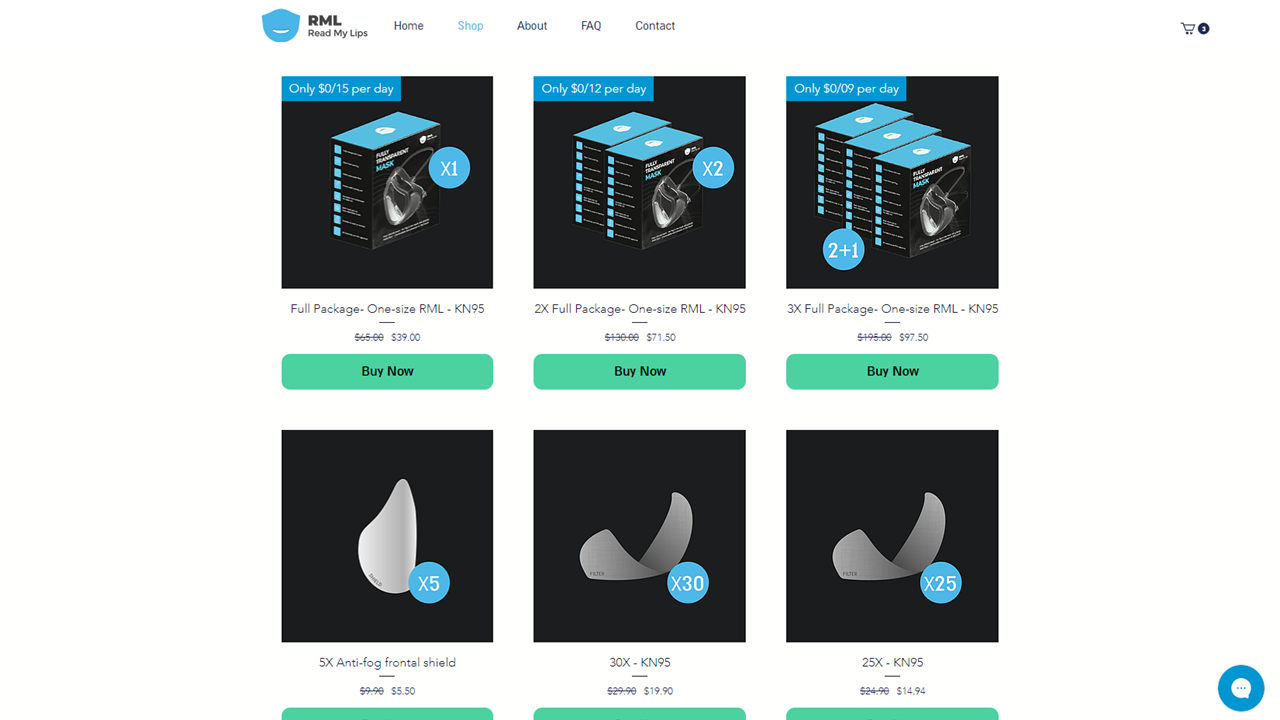 RML
Read My Lips
Home
Shop
About
FAQ
Contact
3
Only $0/15 per day
Only $0/12 per day
Only $0/09 per day
FULLY
TRANSPARENT
MASK
X1
FULLY
TRANSPARENT
MASK
X2
FULLY
TRANSPARENT
MASK
2+1
Full Package- One-size RML - KN95
2X Full Package- One-size RML - KN95
3X Full Package- One-size RML - KN95
$65.00 $39.00
$130.00 $71.50
$195.00 $97.50
Buy Now
Buy Now
Buy Now
SHIELD
X5
FILTER
X30
FILTER
X25
5X Anti-fog frontal shield
30X - KN95
25X - KN95
$9.90 $5.50
$29.90 $19.90
$24.90 $14.94